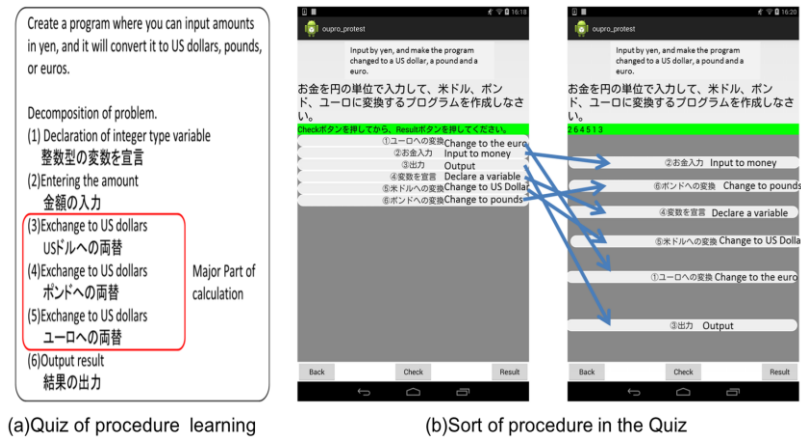 Create a program where you can input amounts
in yen, and it will convert it to US dollars, pounds,
or euros.
Decomposition of problem.
(1) Declaration of integer type variable
整数型の変数を宣言
(2)Entering the amount
金額の入力
(3)Exchange to US dollars
USドルへの両替
(4)Exchange to US dollars
ポンドへの両替
(5)Exchange to US dollars
ユーロへの両替
(6)Output result
結果の出力
Major Part of
calculation
(a)Quiz of procedure learning
16:18
oupro_protest
Input by yen, and make the program
changed to a US dollar, a pound and a
euro.
お金を円の単位で入力して、米ドル、ポン
ド、ユーロに変換するプログラムを作成しなさ
い。
Checkボタンを押してから、Resultボタンを押してください。
①ユーロへの変換 Change to the euro
②お金入力 Input to money
③出力 Output
④変数を宣言 Declare a variable
⑤米ドルへの変換 Change to US Dollar
⑥ポンドへの変換 Change to pounds
Back Check Result
16:20
oupro_protest
Input by yen, and make the program
changed to a US dollar, a pound and a
euro.
お金を円の単位で入力して、米ドル、ポン
ド、ユーロに変換するプログラムを作成しなさ
い。
2 6 4 5 1 3
②お金入力 Input to money
⑥ポンドへの変換 Change to pounds
④変数を宣言 Declare a variable
⑤米ドルへの変換 Change to US Dolla
①ユーロへの変換 Change to the euro
③出力 Output
Back Check Result
(b)Sort of procedure in the Quiz